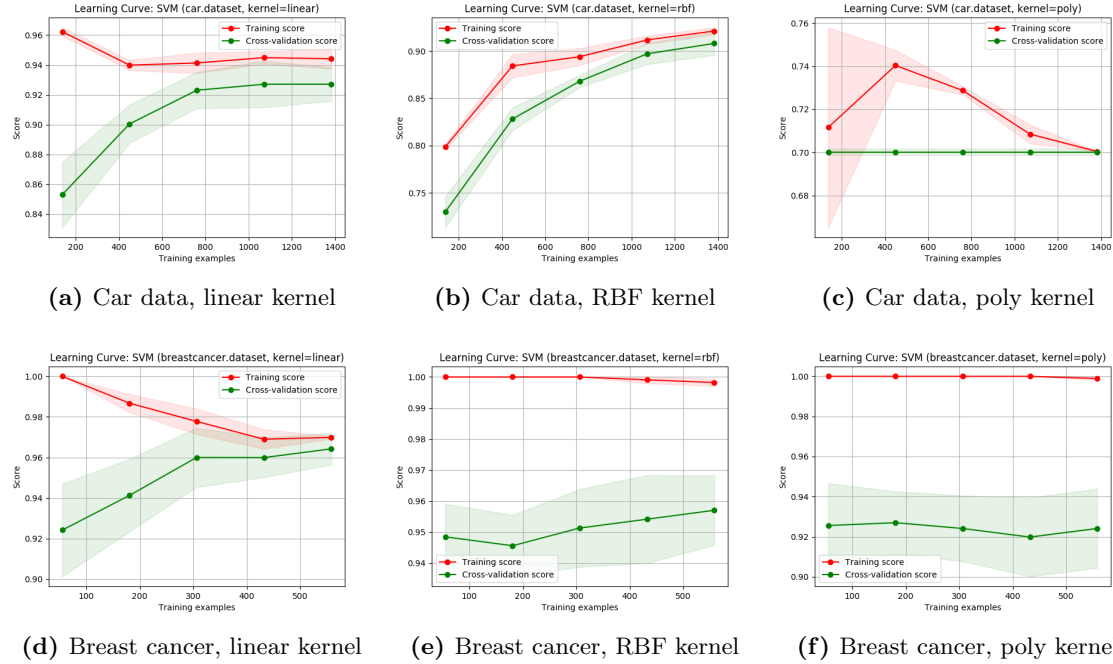 Learning Curve: SVM (car.dataset, kernel=linear)
Training score
Cross-validation score
0.96
0.94
0.92
0.90
0.88
0.86
0.84
Score
200 400 600 800 1000 1200 1400
Training examples
(a) Car data, linear kernel
Learning Curve: SVM (car.dataset, kernel=rbf)
Training score
Cross-validation score
0.90
0.85
0.80
0.75
Score
200 400 600 800 1000 1200 1400
Training examples
(b) Car data, RBF kernel
Learning Curve: SVM (car.dataset, kernel=poly)
Training score
Cross-validation score
0.76
0.74
0.72
0.70
0.68
Score
200 400 600 800 1000 1200 1400
Training examples
(c) Car data, poly kernel
Learning Curve: SVM (breastcancer.dataset, kernel=linear)
Training score
Cross-validation score
1.00
0.98
0.96
0.94
0.92
0.90
Score
100 200 300 400 500
Training examples
(d) Breast cancer, linear kernel
Learning Curve: SVM (breastcancer.dataset, kernel=rbf)
1.00
0.99
0.98
0.97
0.96
0.95
0.94
Score
Training score
Cross-validation score
100 200 300 400 500
Training examples
(e) Breast cancer, RBF kernel
Learning Curve: SVM (breastcancer.dataset, kernel=poly)
1.00
0.98
0.96
0.94
0.92
0.90
Score
Training score
Cross-validation score
100 200 300 400 500
Training examples
(f) Breast cancer, poly kerne